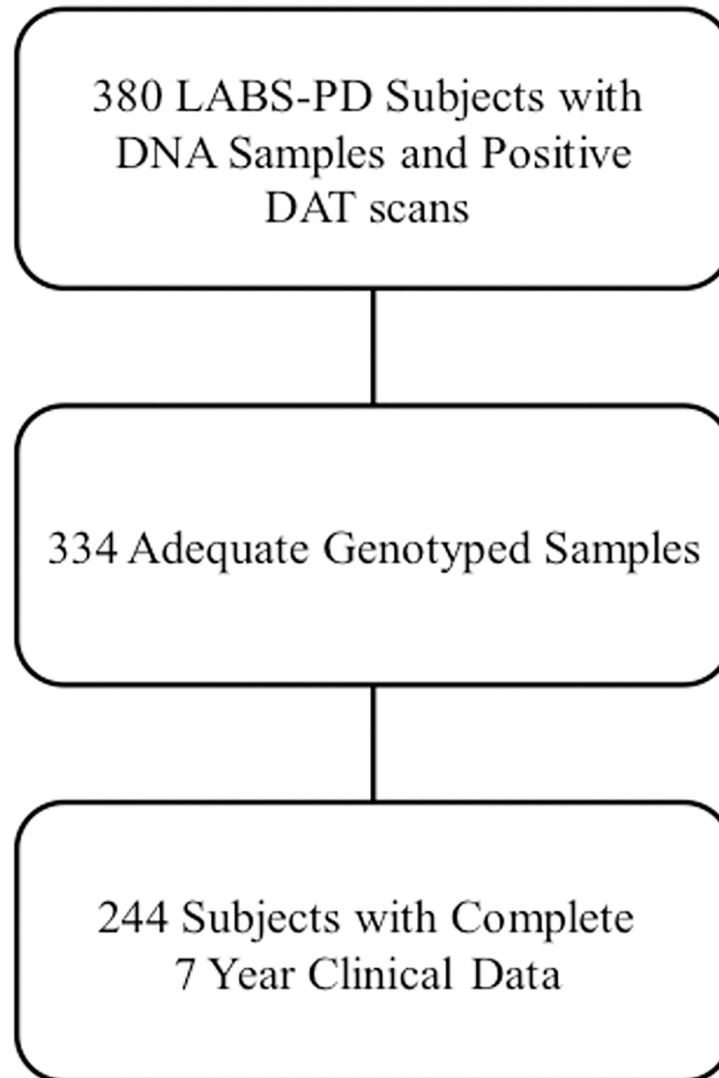 380 LABS-PD Subjects with
DNA Samples and Positive
DAT scans
334 Adequate Genotyped Samples
244 Subjects with Complete
7 Year Clinical Data